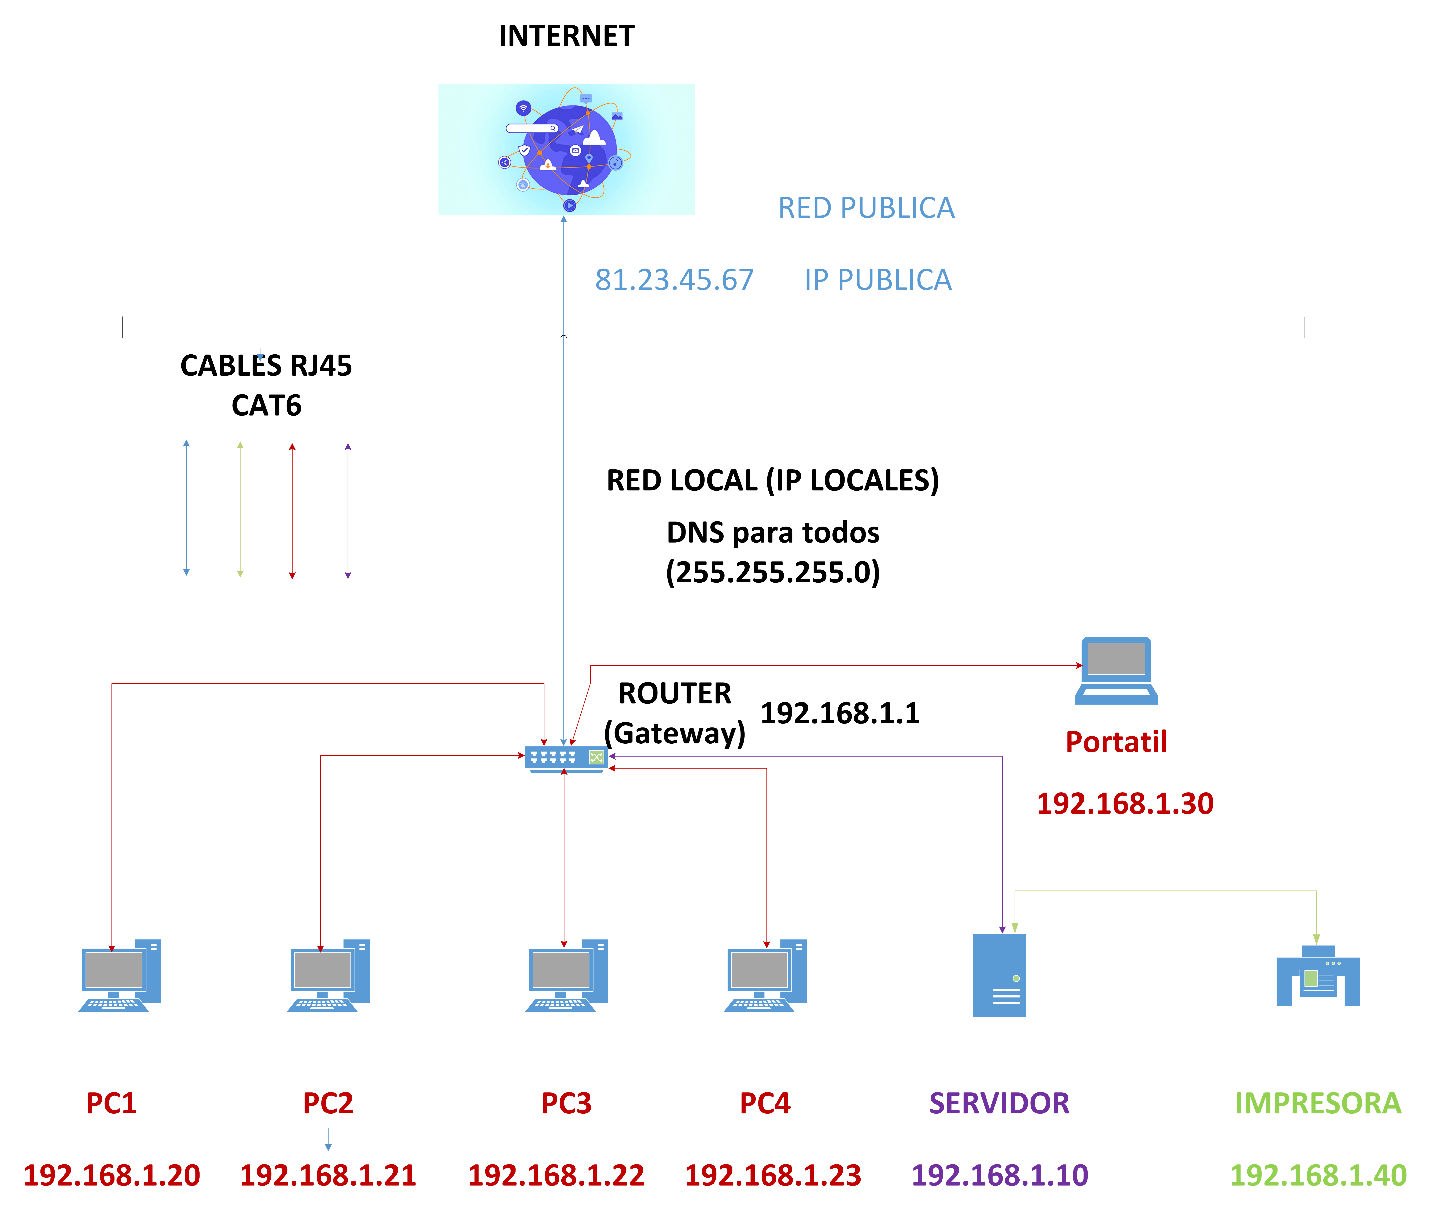 INTERNET
RED PUBLICA
81.23.45.67 IP PUBLICA
CABLES RJ45
CAT6
RED LOCAL (IP LOCALES)
DNS para todos
(255.255.255.0)
ROUTER
(Gateway)
192.168.1.1
Portatil
192.168.1.30
PC1
PC2
PC3
PC4
SERVIDOR
IMPRESORA
192.168.1.20
192.168.1.21
192.168.1.22
192.168.1.23
192.168.1.10
192.168.1.40